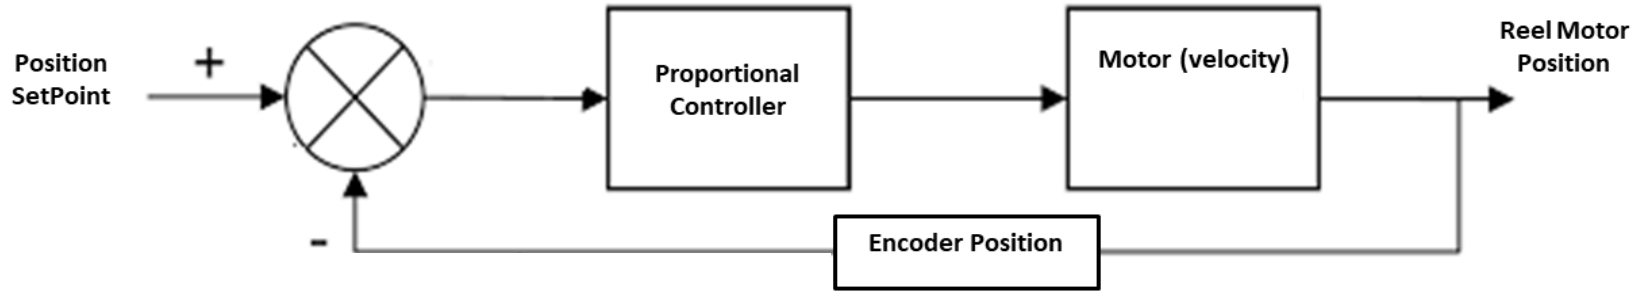 Position
SetPoint
+
Proportional
Controller
Motor (velocity)
Reel Motor
Position
-
Encoder Position